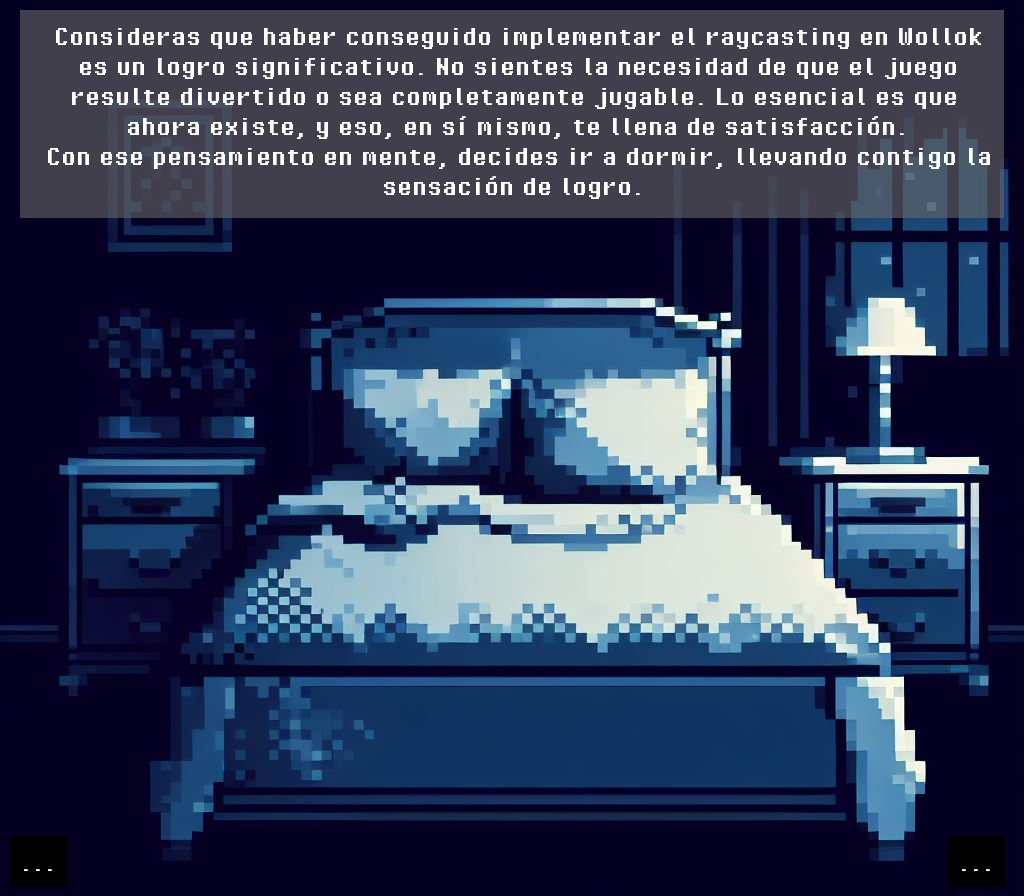 Consideras que haber conseguido implementar el raycasting en Wollok
es un logro significativo. No sientes la necesidad de que el juego
resulte divertido o sea completamente jugable. Lo esencial es que
ahora existe, y eso, en sí mismo, te llena de satisfacción.
Con ese pensamiento en mente, decides ir a dormir, llevando contigo la
sensación de logro.
...
...